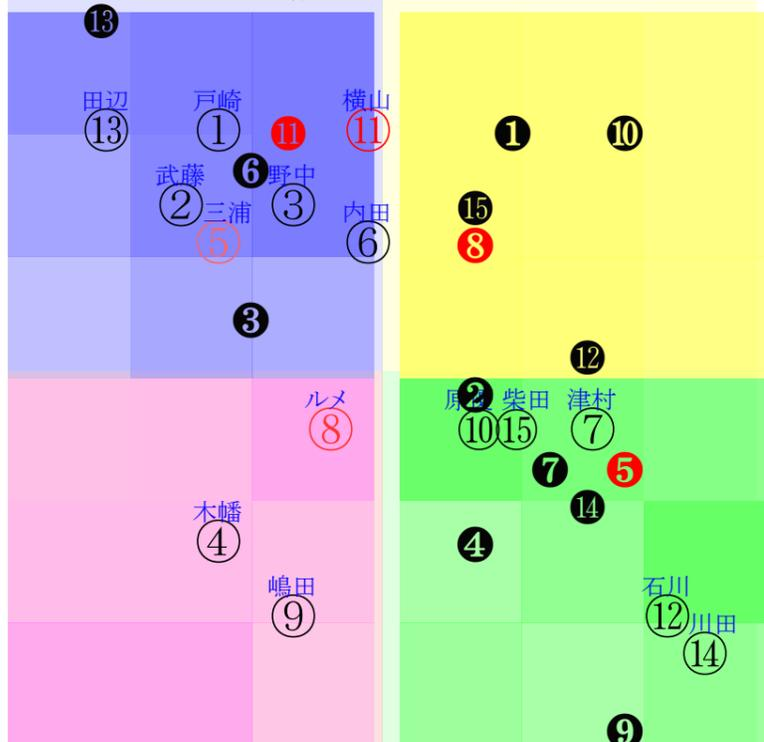 ⓭
田辺 戸崎 横山
⑬ ① ⓫ ⑪ ❶ ❿
武藤 ❻ 野中
② ③ ⓯
三浦 内田
⑤ ⑥ ❽
❸
⓬
❷
ルメ 柴田 津村
⑧ ⑩ ⑮ ⑦
❼ ❺
⓮
木幡
④ ❹
嶋田 石川
⑨ ⑫
川田
⑭
❾